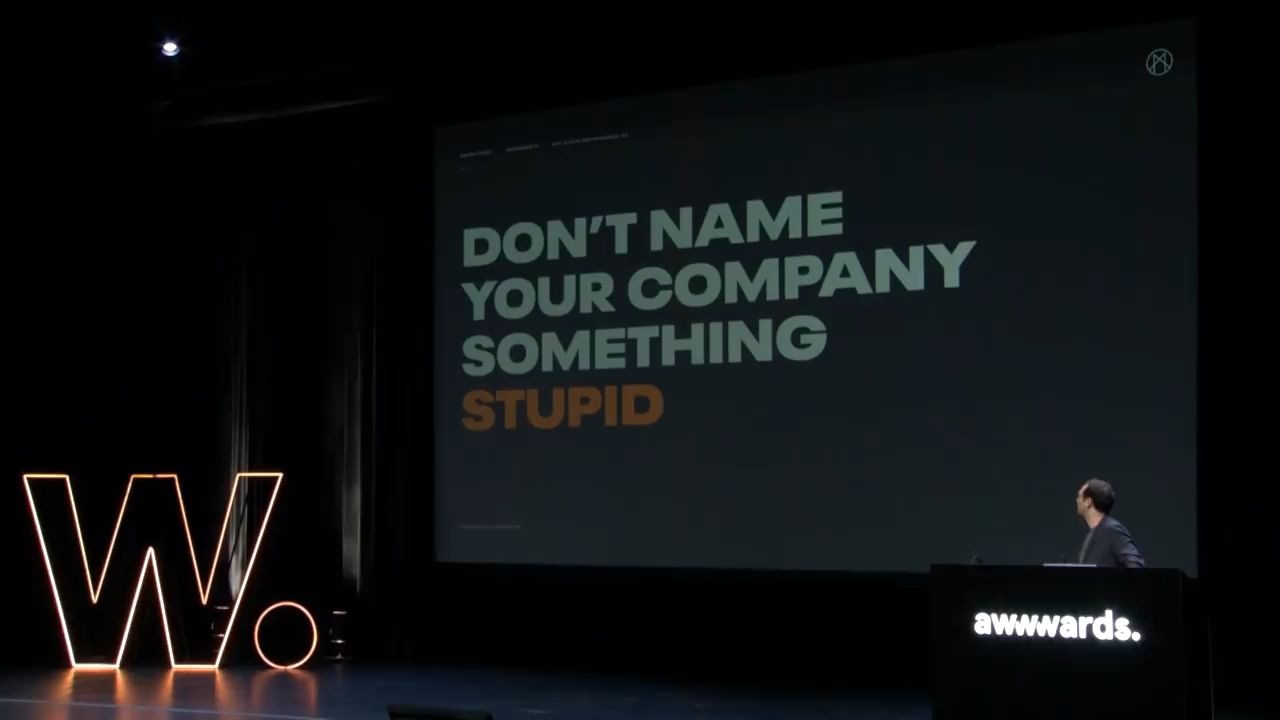 DON'T NAME
YOUR COMPANY
SOMETHING
STUPID
W.
awwwards.